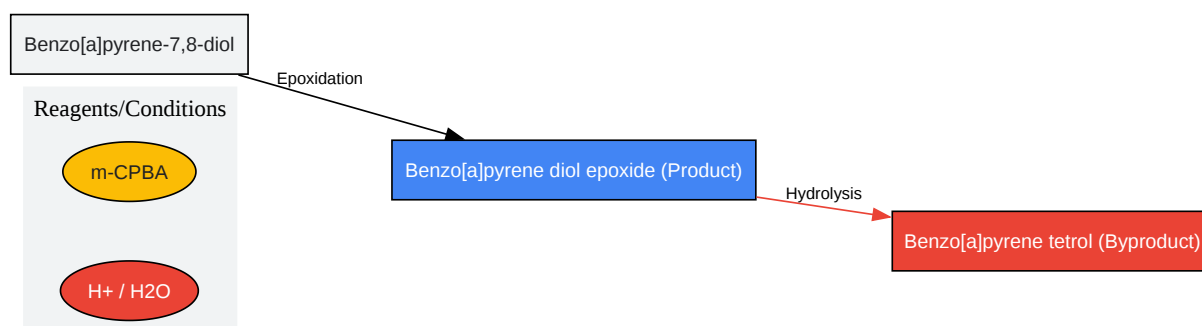 Benzo[a]pyrene-7,8-diol
Epoxidation
Reagents/Conditions
m-CPBA
Benzo[a]pyrene diol epoxide (Product)
Hydrolysis
Benzo[a]pyrene tetrol (Byproduct)
H+ / H2O